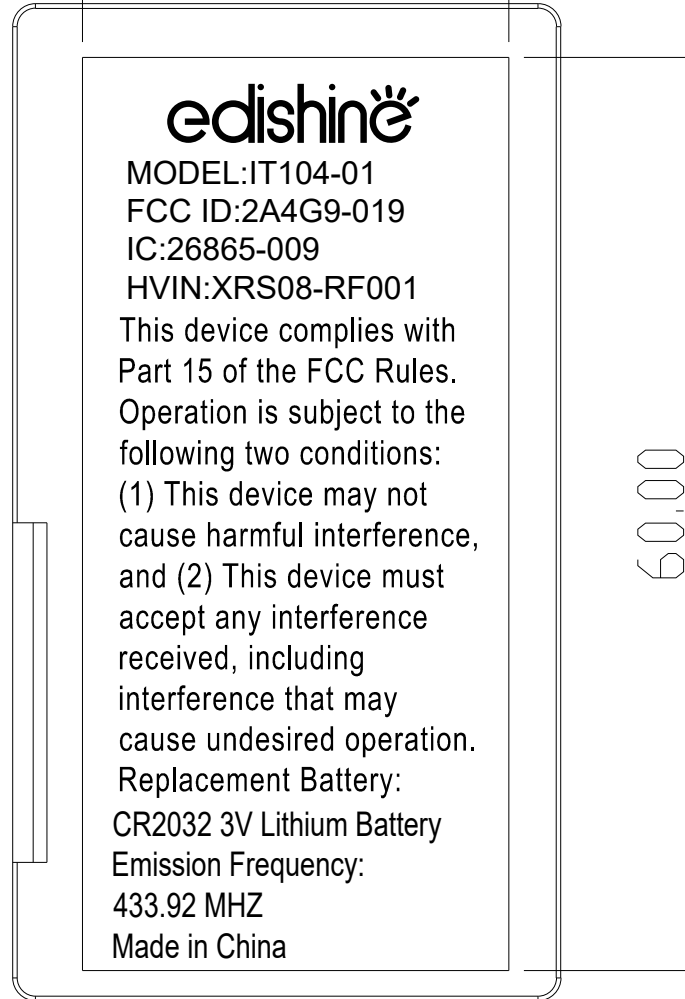 edishine
MODEL:IT104-01
FCC ID:2A4G9-019
IC:26865-009
HVIN:XRS08-RF001
This device complies with
Part 15 of the FCC Rules.
Operation is subject to the
following two conditions:
(1) This device may not
cause harmful interference,
and (2) This device must
accept any interference
received, including
interference that may
cause undesired operation.
Replacement Battery:
CR2032 3V Lithium Battery
Emission Frequency:
433.92 MHZ
Made in China
60.00